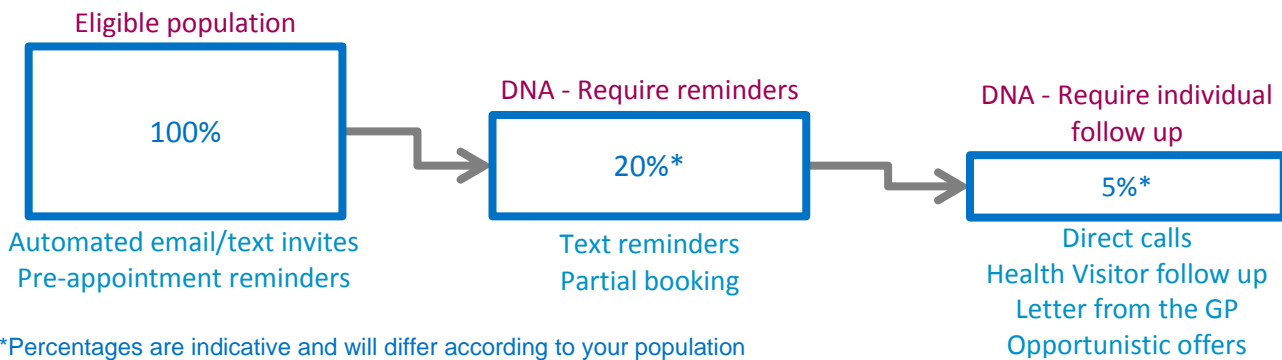 Eligible population
100%
Automated email/text invites
Pre-appointment reminders
DNA - Require reminders
20%*
Text reminders
Partial booking
DNA - Require individual
follow up
5%*
Direct calls
Health Visitor follow up
Letter from the GP
Opportunistic offers
*Percentages are indicative and will differ according to your population